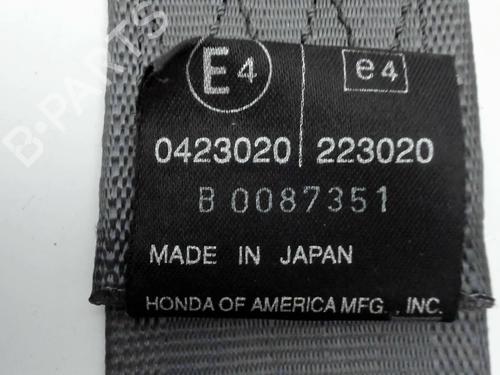 E4 e4
0423020 223020
B 0087351
MADE IN JAPAN
HONDA OF AMERICA MFG., INC.
B-PARTS